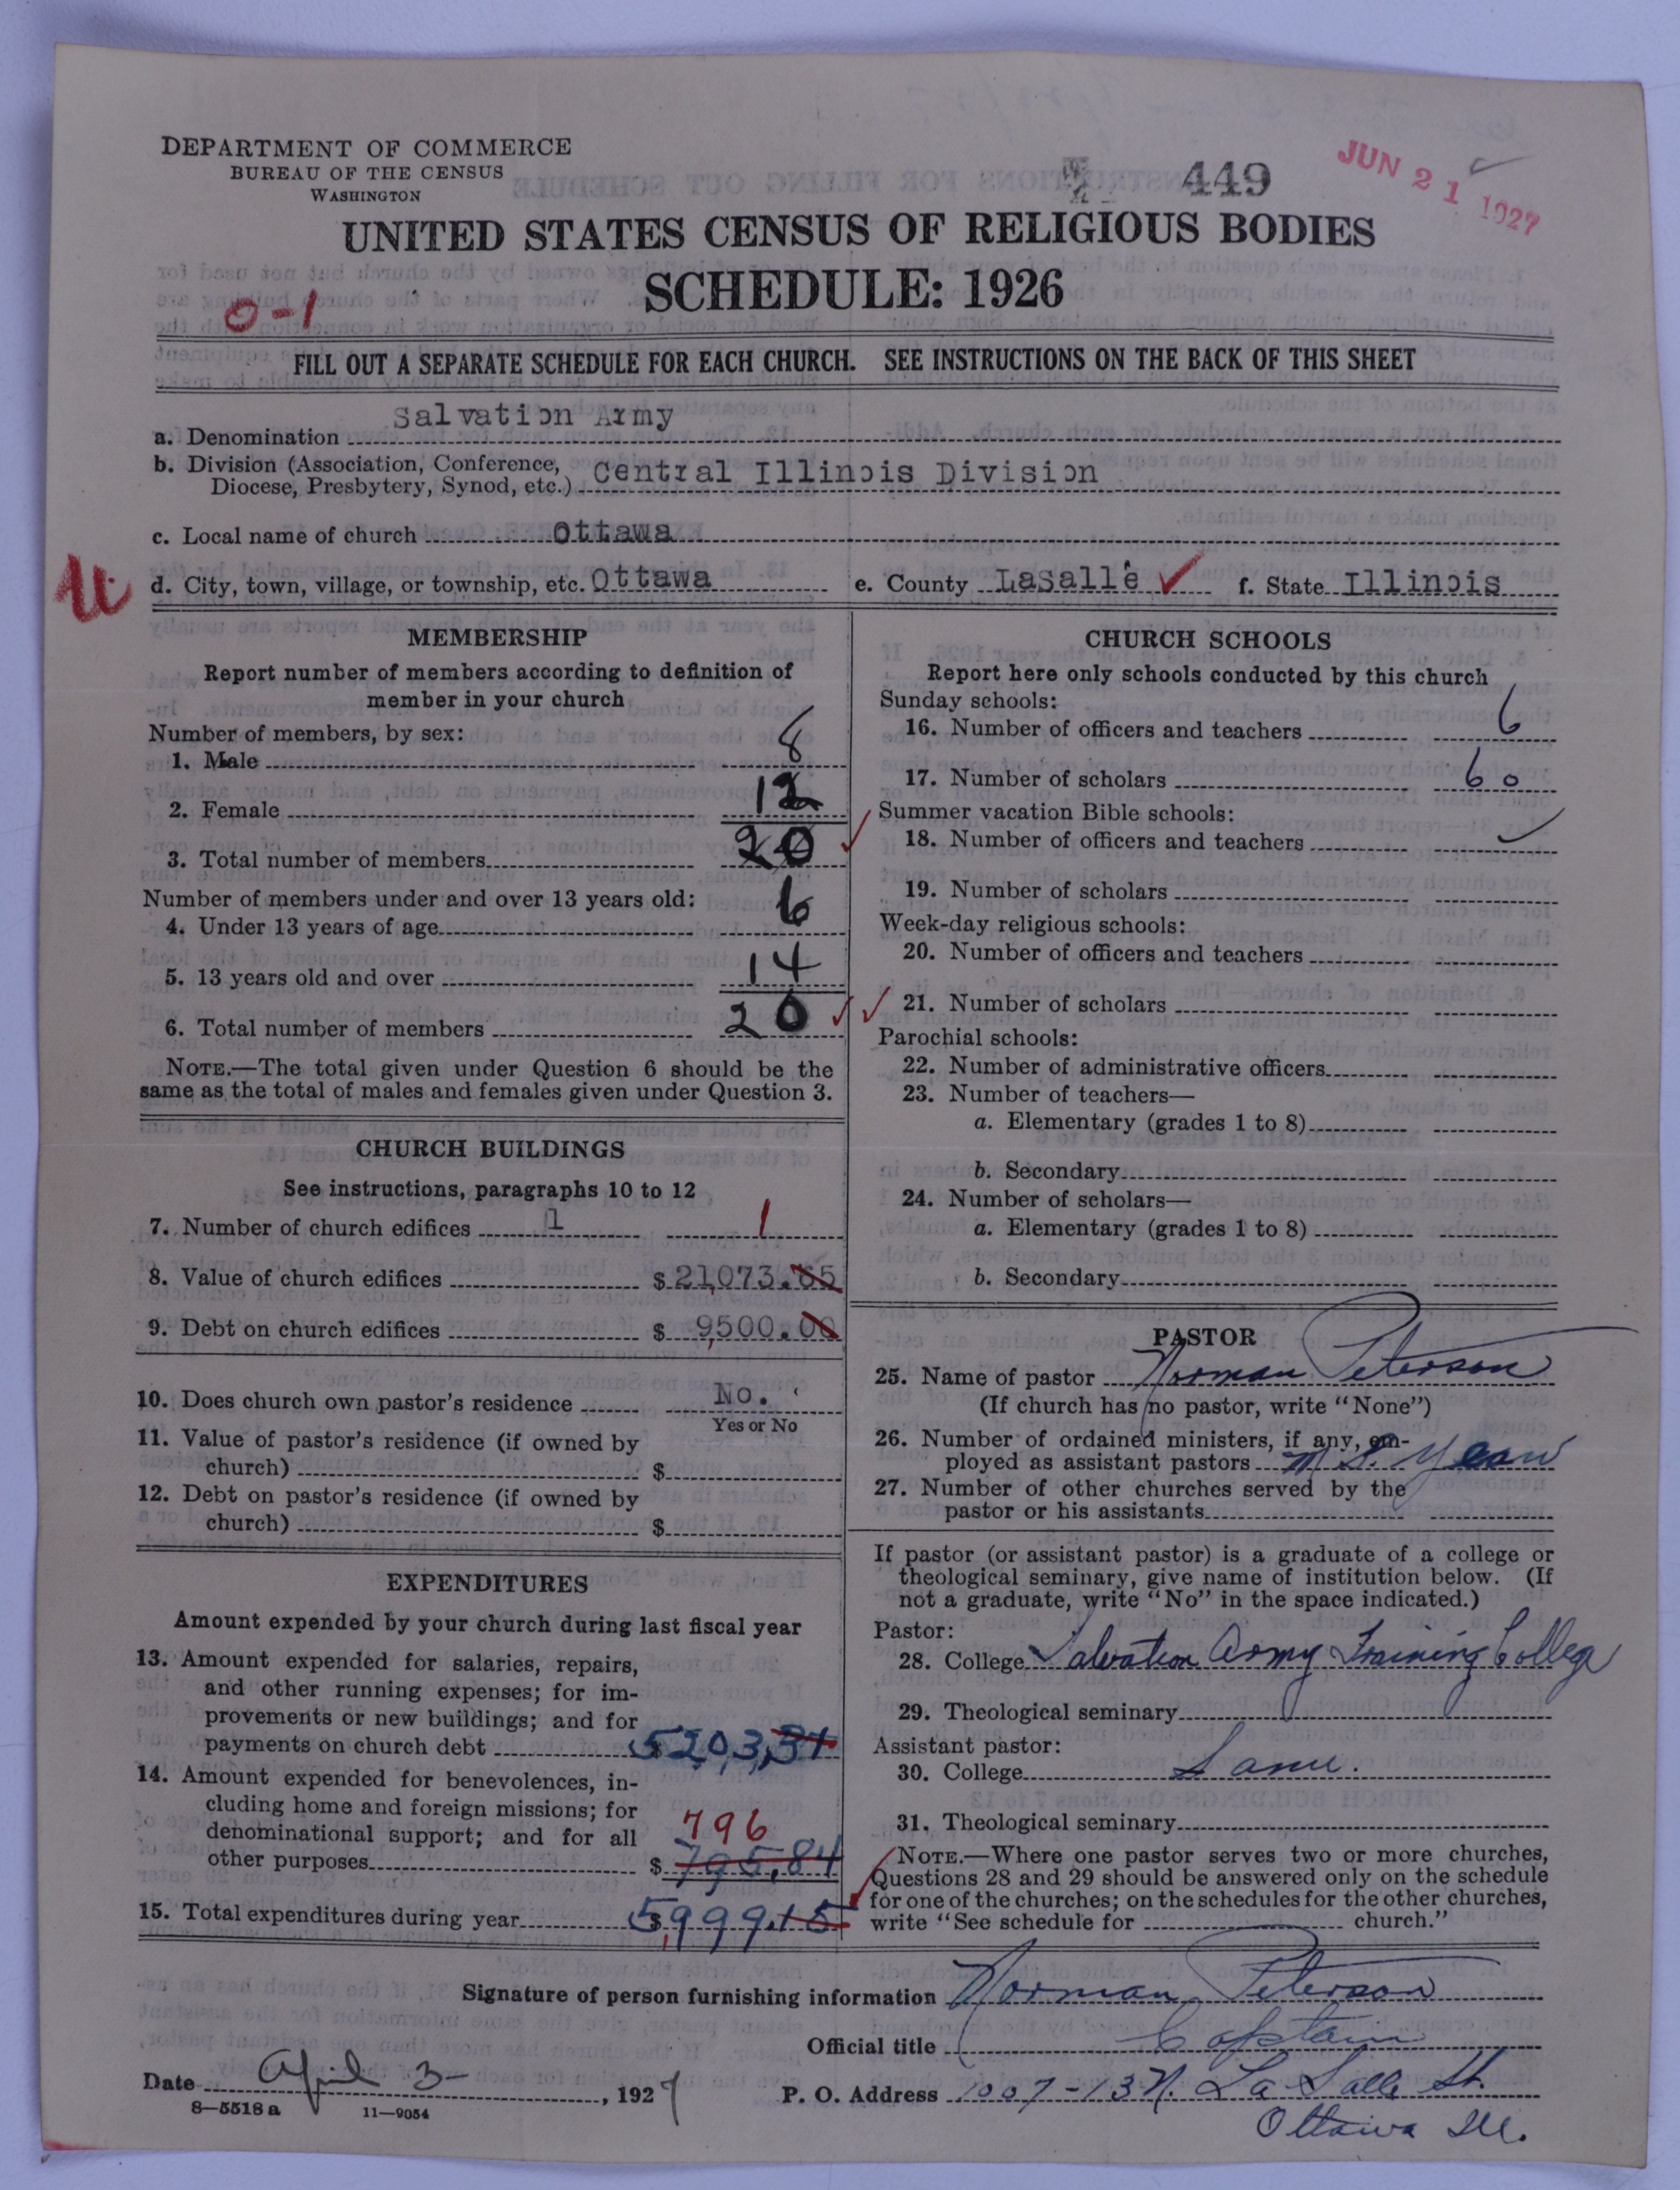 DEPARTMENT OF COMMERCE
BUREAU OF THE CENSUS
WASHINGTON
449
JUN 21 1927
UNITED STATES CENSUS OF RELIGIOUS BODIES
SCHEDULE: 1926
0-1
FILL OUT A SEPARATE SCHEDULE FOR EACH CHURCH. SEE INSTRUCTIONS ON THE BACK OF THIS SHEET
a. Denomination Salvation Army
b. Division (Association, Conference, Diocese, Presbytery, Synod, etc.) Central Illinois Division
c. Local name of church Ottawa
d. City, town, village, or township, etc. Ottawa e. County LaSalle f. State Illinois
MEMBERSHIP
Report number of members according to definition of
member in your church
Number of members, by sex:
1. Male 8
2. Female 12
3. Total number of members 20
Number of members under and over 13 years old:
4. Under 13 years of age 6
5. 13 years old and over 14
6. Total number of members 20
NOTE.—The total given under Question 6 should be the
same as the total of males and females given under Question 3.
CHURCH BUILDINGS
See instructions, paragraphs 10 to 12
7. Number of church edifices 1 1
8. Value of church edifices $21,073.65
9. Debt on church edifices $9,500.00
10. Does church own pastor's residence No.
Yes or No
11. Value of pastor's residence (if owned by
church) $
12. Debt on pastor's residence (if owned by
church) $
EXPENDITURES
Amount expended by your church during last fiscal year
13. Amount expended for salaries, repairs,
and other running expenses; for im-
provements or new buildings; and for
payments on church debt $5203,31
14. Amount expended for benevolences, in-
cluding home and foreign missions; for
denominational support; and for all
796
other purposes $795,84
15. Total expenditures during year $5,999.15
CHURCH SCHOOLS
Report here only schools conducted by this church
Sunday schools:
16. Number of officers and teachers 6
17. Number of scholars 60
Summer vacation Bible schools:
18. Number of officers and teachers
19. Number of scholars
Week-day religious schools:
20. Number of officers and teachers
21. Number of scholars
Parochial schools:
22. Number of administrative officers
23. Number of teachers—
a. Elementary (grades 1 to 8)
b. Secondary
24. Number of scholars—
a. Elementary (grades 1 to 8)
b. Secondary
PASTOR
25. Name of pastor Norman Peterson
(If church has no pastor, write "None")
26. Number of ordained ministers, if any, em-
ployed as assistant pastors
27. Number of other churches served by the
pastor or his assistants
If pastor (or assistant pastor) is a graduate of a college or
theological seminary, give name of institution below. (If
not a graduate, write "No" in the space indicated.)
Pastor:
28. College Salvation Army Training College
29. Theological seminary
Assistant pastor:
30. College Same.
31. Theological seminary
NOTE.—Where one pastor serves two or more churches,
Questions 28 and 29 should be answered only on the schedule
for one of the churches; on the schedules for the other churches,
write "See schedule for church."
Signature of person furnishing information Norman Peterson
Official title Captain
Date April 3-, 1927 P. O. Address 1007-13 N. La Salle St.
8—5518 a 11—9054
Ottawa Ill.